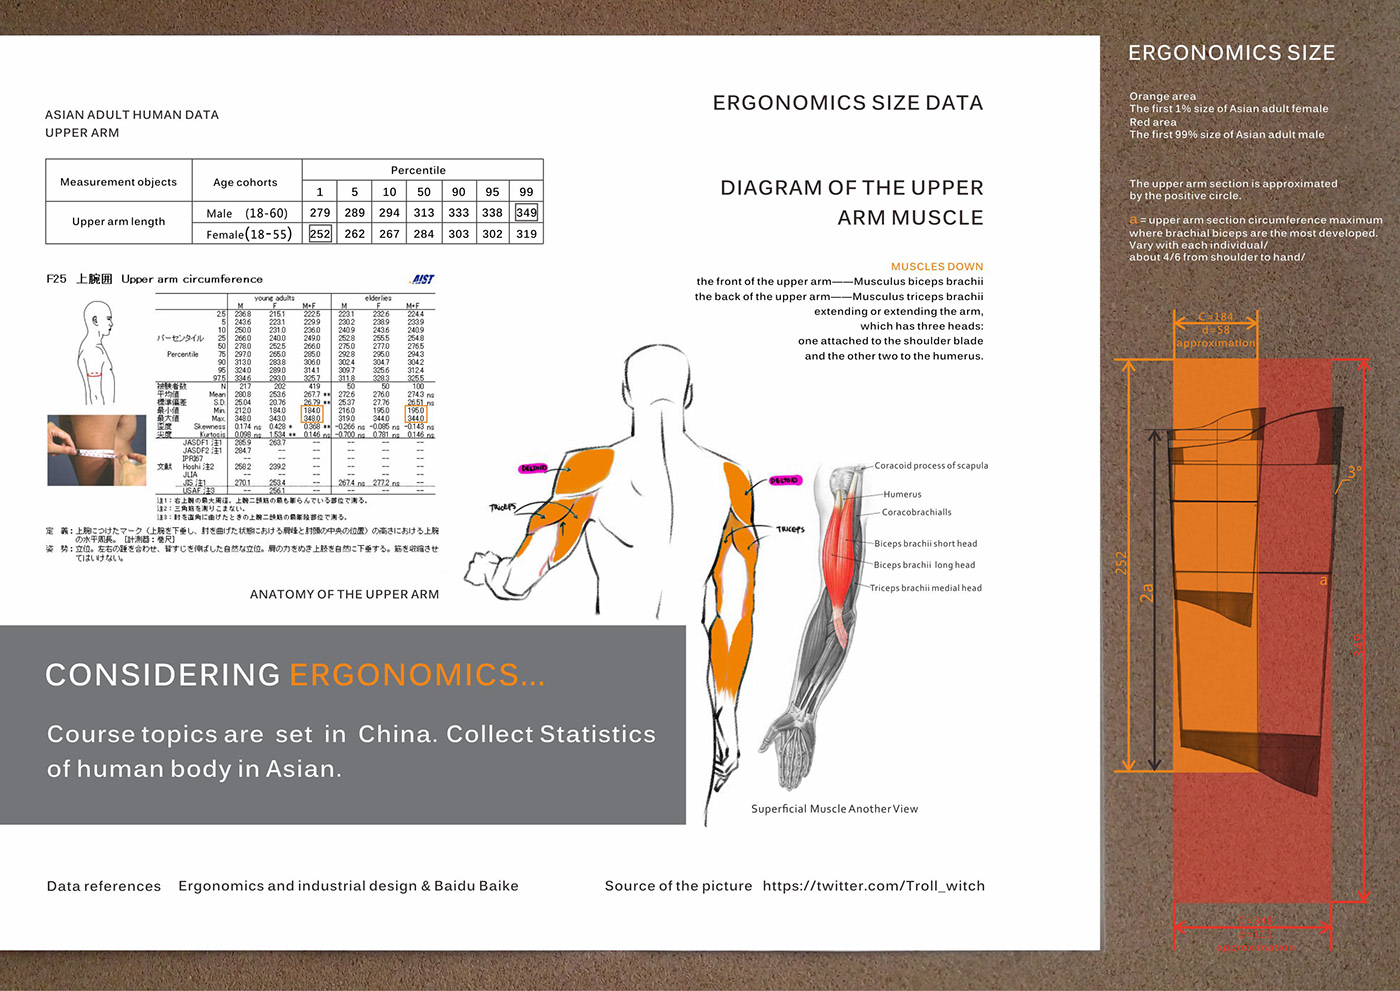 ASIAN ADULT HUMAN DATA
UPPER ARM
Measurement objects Age cohorts Percentile
1 5 10 50 90 95 99
Upper arm length Male (18-60) 279 289 294 313 333 338 349
Female(18-55) 252 262 267 284 303 302 319
F25 上腕囲 Upper arm circumference AIST
young adults elderlies
M F M+F M F M+F
2.5 236.8 215.1 222.5 223.1 232.6 224.4
5 243.6 223.1 229.9 230.2 238.9 240.9
10 250.0 231.0 236.0 240.9 243.6 240.9
パーセンタイル 25 266.0 240.0 249.0 252.8 255.5 254.8
50 278.0 252.5 266.0 275.0 277.0 276.5
Percentile 75 297.0 265.0 285.0 292.8 295.0 294.3
90 313.0 283.8 306.0 302.4 307.7 304.2
95 324.0 289.0 314.1 309.7 325.6 312.4
97.5 334.6 293.0 325.7 311.8 328.3 325.5
被験者数 N 217 202 419 50 50 100
平均値 Mean 280.8 253.6 267.7 ** 272.6 276.0 274.3 ns
標準偏差 S.D. 25.04 20.76 26.79 ** 25.37 27.76 26.51 ns
最小値 Min. 212.0 184.0 184.0 216.0 195.0 195.0
最大値 Max. 348.0 343.0 348.0 319.0 344.0 344.0
歪度 Skewness 0.174 ns 0.428 * 0.368 ** -0.266 ns -0.085 ns -0.143 ns
尖度 Kurtosis 0.098 ns 1.534 ** 0.146 ns -0.700 ns 0.781 ns 0.146 ns
JASDF1 注1 285.9 263.7 -- -- -- --
JASDF2 注1 284.7 -- -- -- --
IPRI67 -- -- -- -- -- --
文献 Hoshi 注2 258.2 239.2 -- -- -- --
JLIA -- -- -- -- -- --
JIS 注1 270.1 253.4 -- 267.4 ns 277.2 ns --
USAF 注3 -- 256.1 -- -- -- --
注1：右上腕の最大周径。上腕二頭筋の最も膨らんでいる部位で測る。
注2：三角筋を測りこまない。
注3：肘を直角に曲げたときの上腕二頭筋の最膨隆部位で測る。
定 義：上腕につけたマーク（上腕を下垂し、肘を曲げた状態における肩峰と肘頭の中央の位置）の高さにおける上腕
の水平周長。［計測器：巻尺］
姿 勢：立位。左右の踵を合わせ、背すじを伸ばした自然な立位。肩の力をぬき上肢を自然に下垂する。筋を収縮させ
てはいけない。
ANATOMY OF THE UPPER ARM
ERGONOMICS SIZE DATA
DIAGRAM OF THE UPPER
ARM MUSCLE
MUSCLES DOWN
the front of the upper arm——Musculus biceps brachii
the back of the upper arm——Musculus triceps brachii
extending or extending the arm,
which has three heads:
one attached to the shoulder blade
and the other two to the humerus.
DELTOID
TRICEPS
DELTOID
TRICEPS
Coracoid process of scapula
Humerus
Coracobrachialls
Biceps brachii short head
Biceps brachii long head
Triceps brachii medial head
Superficial Muscle Another View
CONSIDERING ERGONOMICS...
Course topics are set in China. Collect Statistics
of human body in Asian.
Data references Ergonomics and industrial design & Baidu Baike
Source of the picture https://twitter.com/Troll_witch
ERGONOMICS SIZE
Orange area
The first 1% size of Asian adult female
Red area
The first 99% size of Asian adult male
The upper arm section is approximated
by the positive circle.
a = upper arm section circumference maximum
where brachial biceps are the most developed.
Vary with each individual/
about 4/6 from shoulder to hand/
C=184
d=58
approximation
3°
252
2a
a